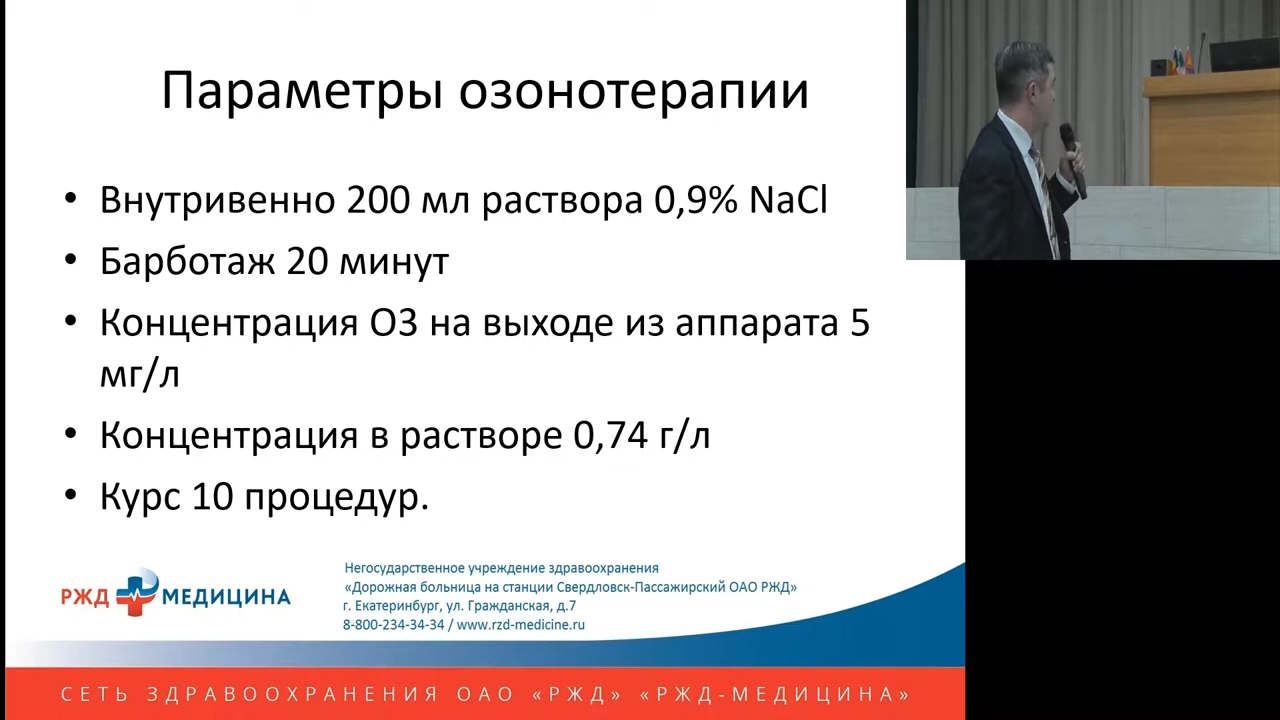 Параметры озонотерапии
• Внутривенно 200 мл раствора 0,9% NaCl
• Барботаж 20 минут
• Концентрация О3 на выходе из аппарата 5
мг/л
• Концентрация в растворе 0,74 г/л
• Курс 10 процедур.
РЖД МЕДИЦИНА
Негосударственное учреждение здравоохранения
«Дорожная больница на станции Свердловск-Пассажирский ОАО РЖД»
г. Екатеринбург, ул. Гражданская, д.7
8-800-234-34-34 / www.rzd-medicine.ru
СЕТЬ ЗДРАВООХРАНЕНИЯ ОАО «РЖД» «РЖД-МЕДИЦИНА»